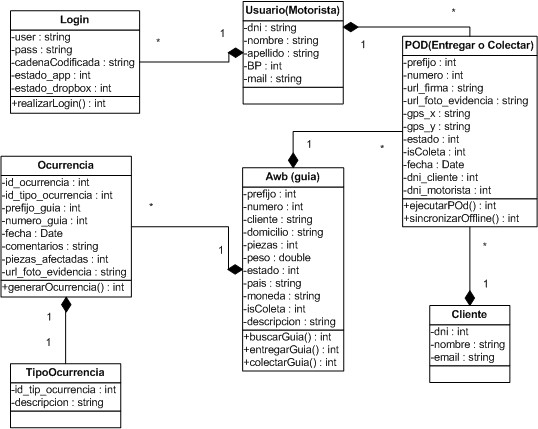 Login
-user : string
-pass : string
-cadenaCodificada : string
-estado_app : int
-estado_dropbox : int
+realizarLogin() : int
*
1
Usuario(Motorista)
-dni : string
-nombre : string
-apellido : string
-BP : int
-mail : string
1
*
POD(Entregar o Colectar)
-prefijo : int
-numero : int
-url_firma : string
-url_foto_evidencia : string
-gps_x : string
-gps_y : string
-estado : int
-isColeta : int
-fecha : Date
-dni_cliente : int
-dni_motorista : int
+ejecutarPOd() : int
+sincronizarOffline() : int
1
*
Ocurrencia
-id_ocurrencia : int
-id_tipo_ocurrencia : int
-prefijo_guia : int
-numero_guia : int
-fecha : Date
-comentarios : string
-piezas_afectadas : int
-url_foto_evidencia : string
+generarOcurrencia() : int
*
1
Awb (guia)
-prefijo : int
-numero : int
-cliente : string
-domicilio : string
-piezas : int
-peso : double
-estado : int
-pais : string
-moneda : string
-isColeta : int
-descripcion : string
+buscarGuia() : int
+entregarGuia() : int
+colectarGuia() : int
*
1
Cliente
-dni : int
-nombre : string
-email : string
1
1
TipoOcurrencia
-id_tip_ocurrencia : int
-descripcion : string